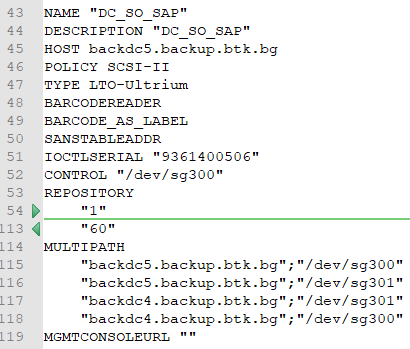 43 NAME "DC_SO_SAP"
44 DESCRIPTION "DC_SO_SAP"
45 HOST backdc5.backup.btk.bg
46 POLICY SCSI-II
47 TYPE LTO-Ultrium
48 BARCODEREADER
49 BARCODE_AS_LABEL
50 SANSTABLEADDR
51 IOCTLSERIAL "9361400506"
52 CONTROL "/dev/sg300"
53 REPOSITORY
54 "1"
113 "60"
114 MULTIPATH
115 "backdc5.backup.btk.bg";"/dev/sg300"
116 "backdc5.backup.btk.bg";"/dev/sg301"
117 "backdc4.backup.btk.bg";"/dev/sg301"
118 "backdc4.backup.btk.bg";"/dev/sg300"
119 MGMTCONSOLEURL ""